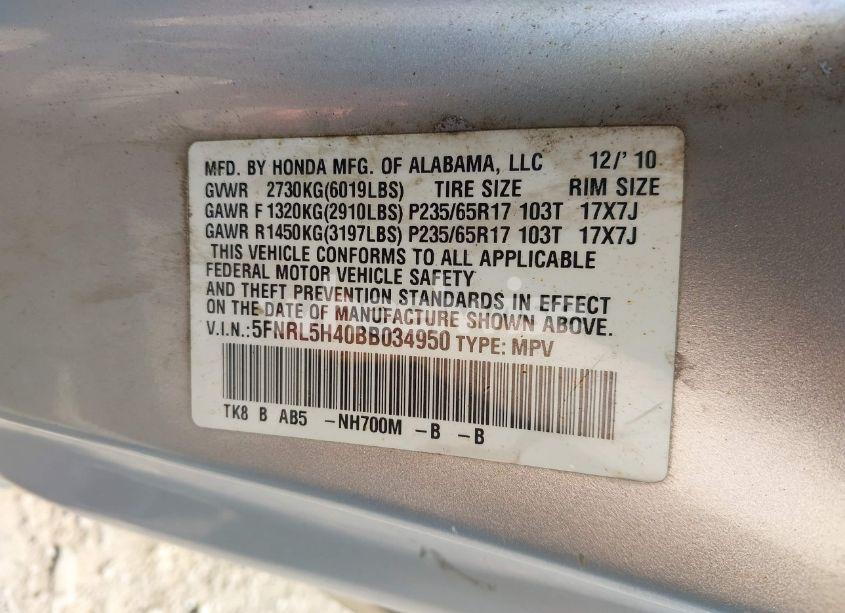 MFD. BY HONDA MFG. OF ALABAMA, LLC 12/'10
GVWR 2730KG(6019LBS) TIRE SIZE RIM SIZE
GAWR F1320KG(2910LBS) P235/65R17 103T 17X7J
GAWR R1450KG(3197LBS) P235/65R17 103T 17X7J
THIS VEHICLE CONFORMS TO ALL APPLICABLE
FEDERAL MOTOR VEHICLE SAFETY
AND THEFT PREVENTION STANDARDS IN EFFECT
ON THE DATE OF MANUFACTURE SHOWN ABOVE.
V.I.N.:5FNRL5H40BB034950 TYPE: MPV
TK8 B AB5 -NH700M -B -B